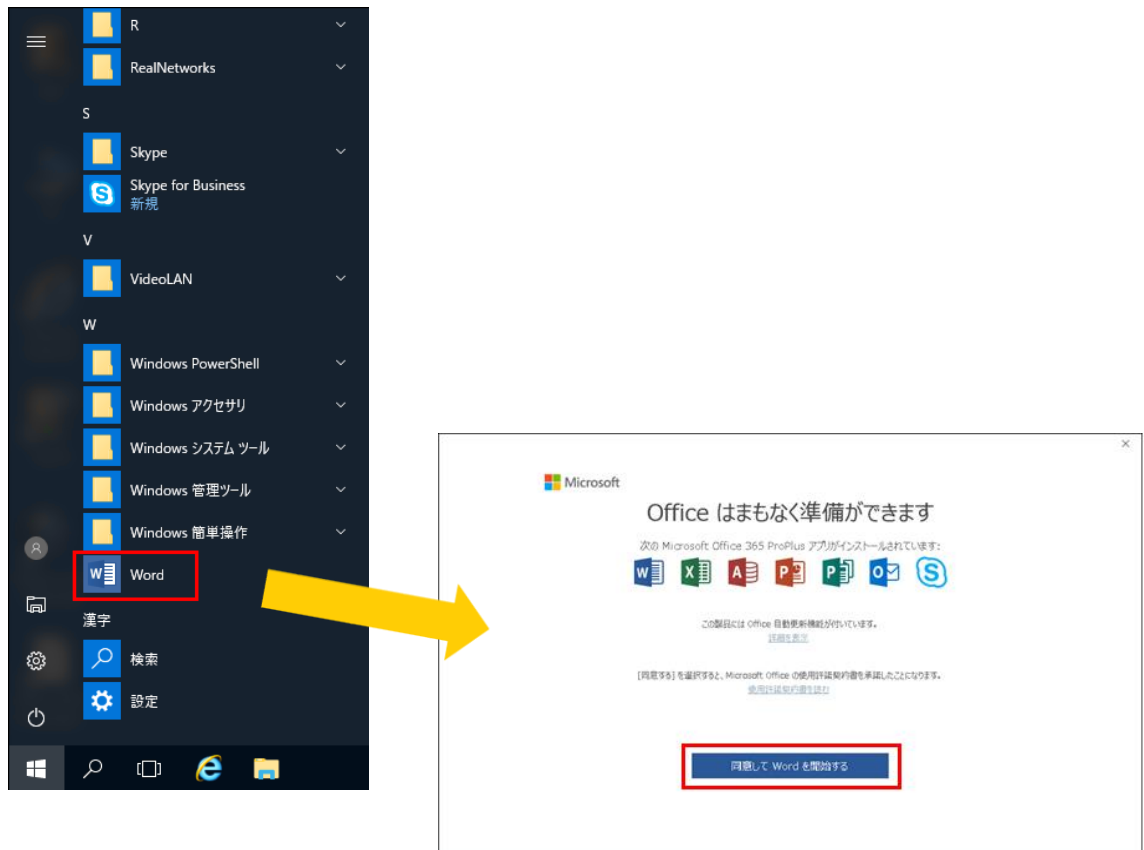 R
RealNetworks
S
Skype
Skype for Business
新規
V
VideoLAN
W
Windows PowerShell
Windows アクセサリ
Windows システム ツール
Windows 管理ツール
Windows 簡単操作
Word
漢字
検索
設定
Microsoft
Office はまもなく準備ができます
次の Microsoft Office 365 ProPlus アプリがインストールされています:
この製品には Office 自動更新機能が付いています。
詳細を表示
[同意する] を選択すると、Microsoft Office の使用許諾契約書を承諾したことになります。
使用許諾契約書を読む
同意して Word を開始する